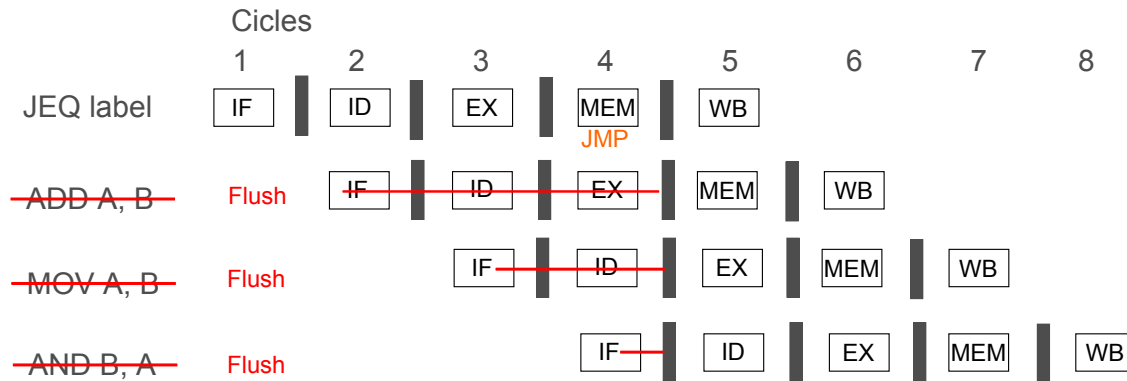 Cicles
1 2 3 4 5 6 7 8
JEQ label IF ID EX MEM WB
JMP
ADD A, B Flush IF ID EX MEM WB
MOV A, B Flush IF ID EX MEM WB
AND B, A Flush IF ID EX MEM WB